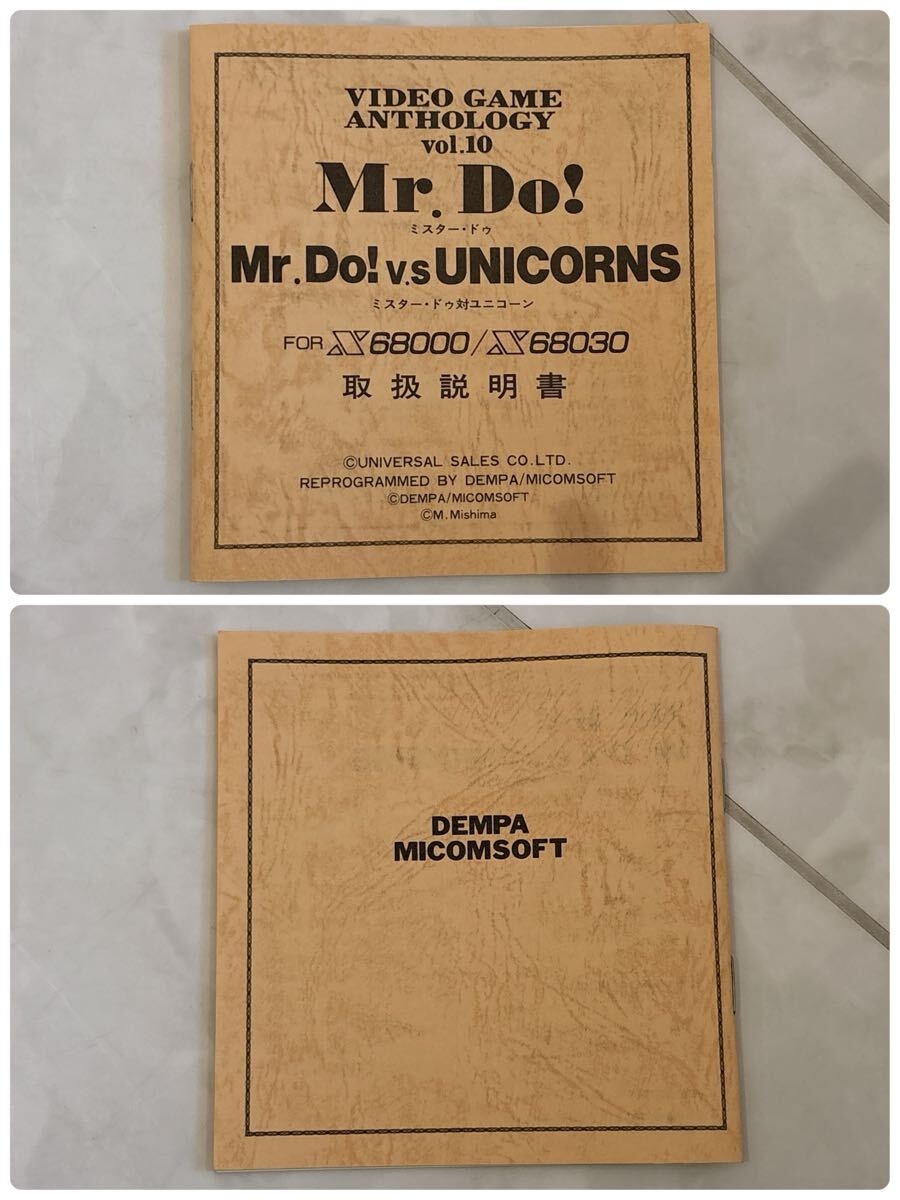 VIDEO GAME
ANTHOLOGY
vol.10
Mr. Do!
ミスター・ドゥ
Mr. Do! v.s UNICORNS
ミスター・ドゥ対ユニコーン
FOR X68000/X68030
取扱説明書
©UNIVERSAL SALES CO.LTD.
REPROGRAMMED BY DEMPA/MICOMSOFT
©DEMPA/MICOMSOFT
©M.Mishima
DEMPA
MICOMSOFT